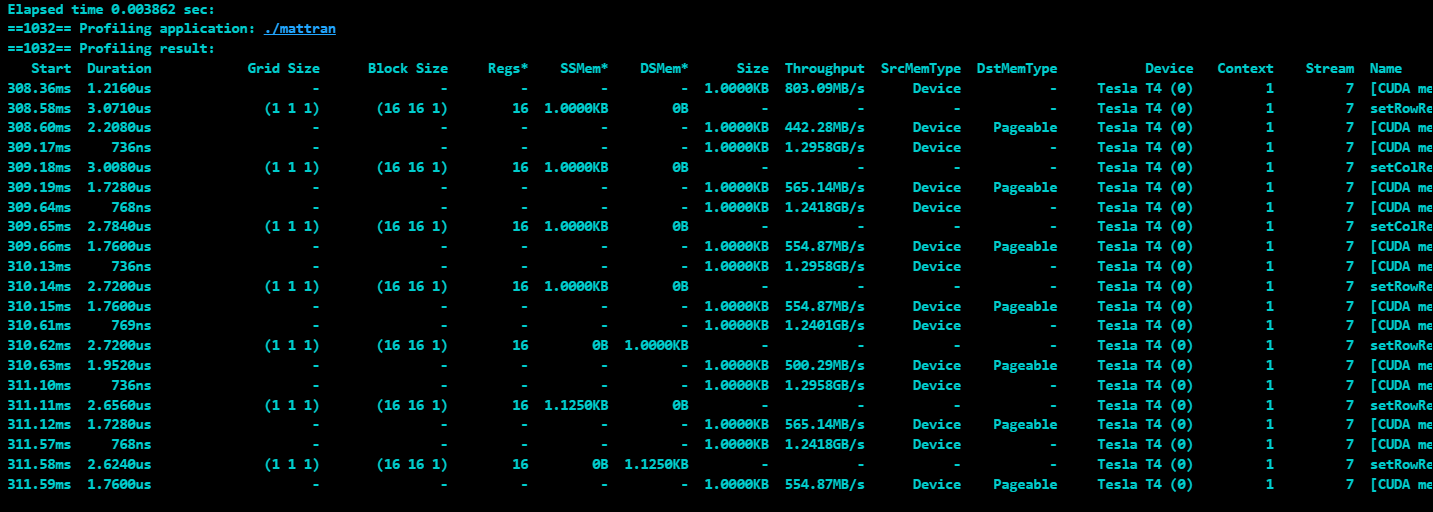 Elapsed time 0.003862 sec:
==1032== Profiling application: ./mattran
==1032== Profiling result:
Start Duration Grid Size Block Size Regs* SSMem* DSMem* Size Throughput SrcMemType DstMemType Device Context Stream Name
308.36ms 1.2160us - - - - - 1.0000KB 803.09MB/s Device - Tesla T4 (0) 1 7 [CUDA me
308.58ms 3.0710us (1 1 1) (16 16 1) 16 1.0000KB 0B - - - - Tesla T4 (0) 1 7 setRowRe
308.60ms 2.2080us - - - - - 1.0000KB 442.28MB/s Device Pageable Tesla T4 (0) 1 7 [CUDA me
309.17ms 736ns - - - - - 1.0000KB 1.2958GB/s Device - Tesla T4 (0) 1 7 [CUDA me
309.18ms 3.0080us (1 1 1) (16 16 1) 16 1.0000KB 0B - - - - Tesla T4 (0) 1 7 setColRe
309.19ms 1.7280us - - - - - 1.0000KB 565.14MB/s Device Pageable Tesla T4 (0) 1 7 [CUDA me
309.64ms 768ns - - - - - 1.0000KB 1.2418GB/s Device - Tesla T4 (0) 1 7 [CUDA me
309.65ms 2.7840us (1 1 1) (16 16 1) 16 1.0000KB 0B - - - - Tesla T4 (0) 1 7 setColRe
309.66ms 1.7600us - - - - - 1.0000KB 554.87MB/s Device Pageable Tesla T4 (0) 1 7 [CUDA me
310.13ms 736ns - - - - - 1.0000KB 1.2958GB/s Device - Tesla T4 (0) 1 7 [CUDA me
310.14ms 2.7200us (1 1 1) (16 16 1) 16 1.0000KB 0B - - - - Tesla T4 (0) 1 7 setRowRe
310.15ms 1.7600us - - - - - 1.0000KB 554.87MB/s Device Pageable Tesla T4 (0) 1 7 [CUDA me
310.61ms 769ns - - - - - 1.0000KB 1.2401GB/s Device - Tesla T4 (0) 1 7 [CUDA me
310.62ms 2.7200us (1 1 1) (16 16 1) 16 0B 1.0000KB - - - - Tesla T4 (0) 1 7 setRowRe
310.63ms 1.9520us - - - - - 1.0000KB 500.29MB/s Device Pageable Tesla T4 (0) 1 7 [CUDA me
311.10ms 736ns - - - - - 1.0000KB 1.2958GB/s Device - Tesla T4 (0) 1 7 [CUDA me
311.11ms 2.6560us (1 1 1) (16 16 1) 16 1.1250KB 0B - - - - Tesla T4 (0) 1 7 setRowRe
311.12ms 1.7280us - - - - - 1.0000KB 565.14MB/s Device Pageable Tesla T4 (0) 1 7 [CUDA me
311.57ms 768ns - - - - - 1.0000KB 1.2418GB/s Device - Tesla T4 (0) 1 7 [CUDA me
311.58ms 2.6240us (1 1 1) (16 16 1) 16 0B 1.1250KB - - - - Tesla T4 (0) 1 7 setRowRe
311.59ms 1.7600us - - - - - 1.0000KB 554.87MB/s Device Pageable Tesla T4 (0) 1 7 [CUDA me